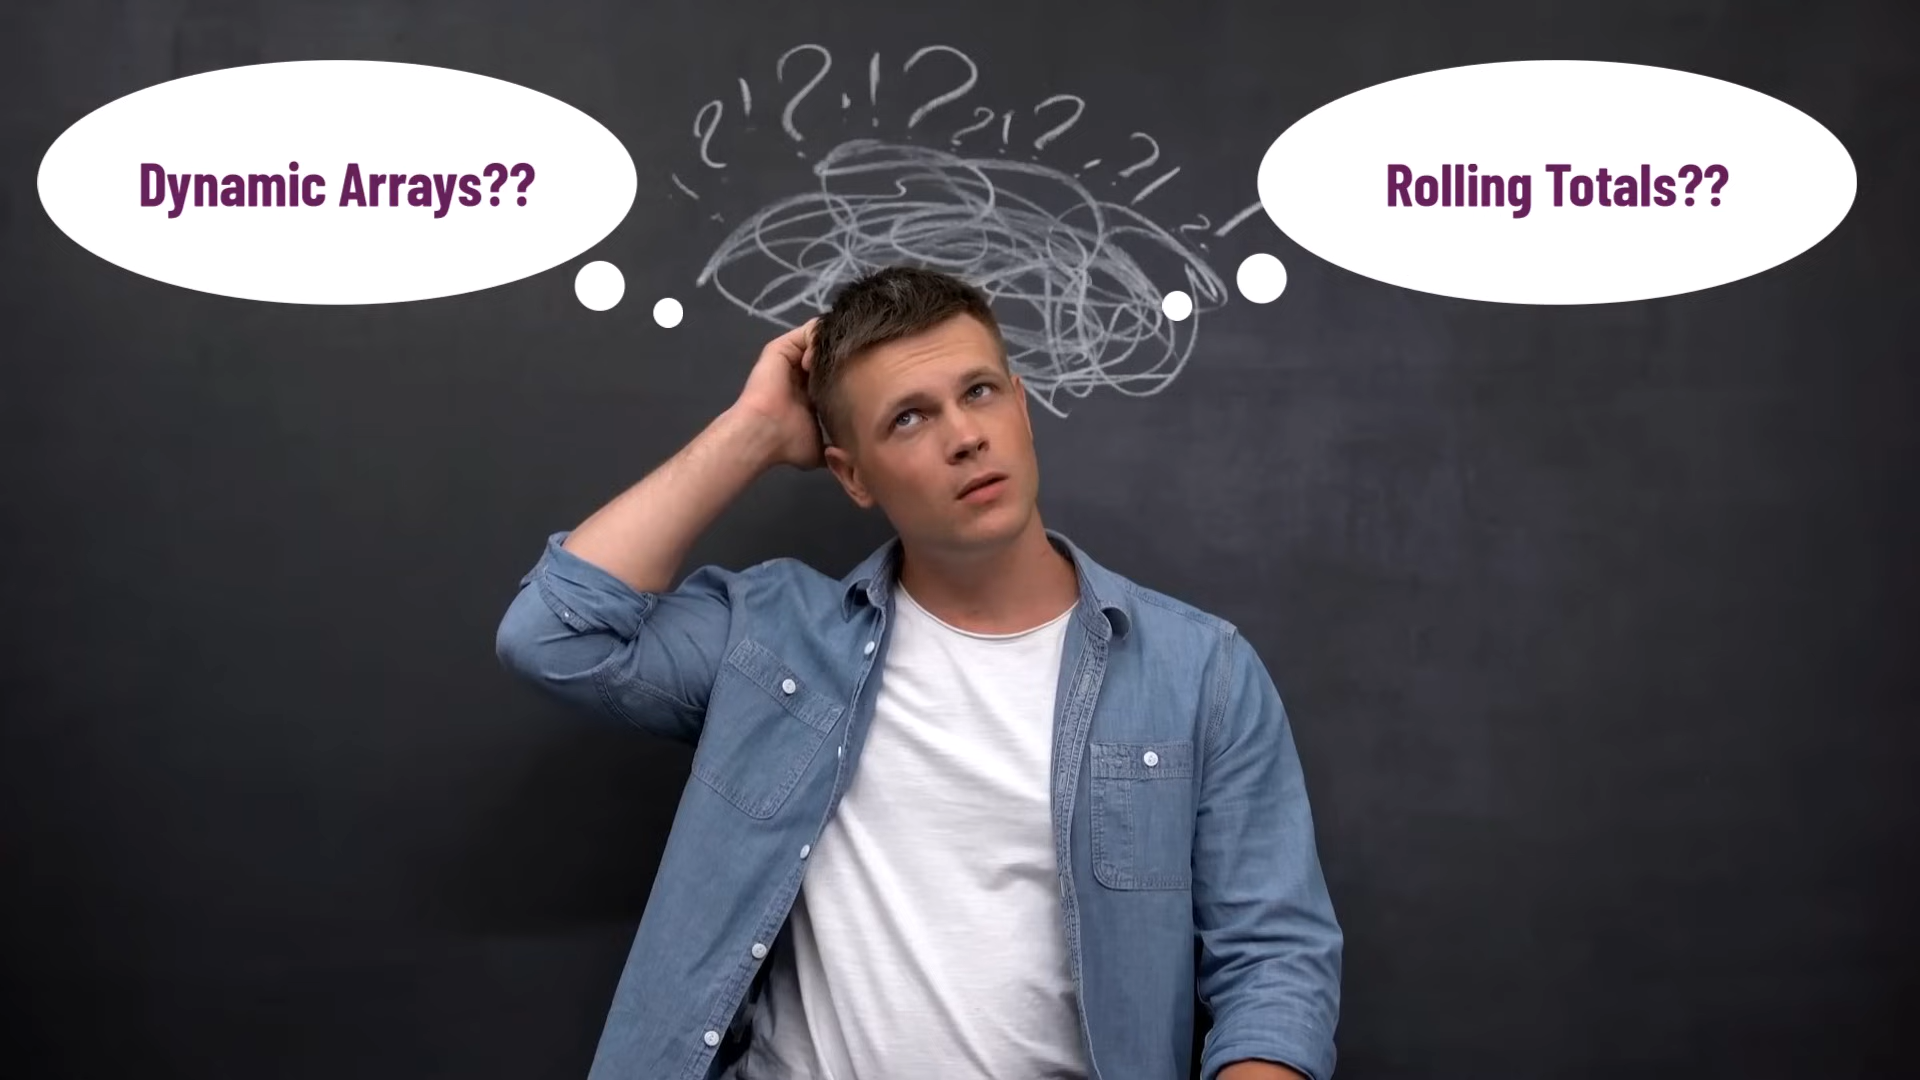 Dynamic Arrays??
Rolling Totals??
? ! ? ! ? ? ! ? ? !
?